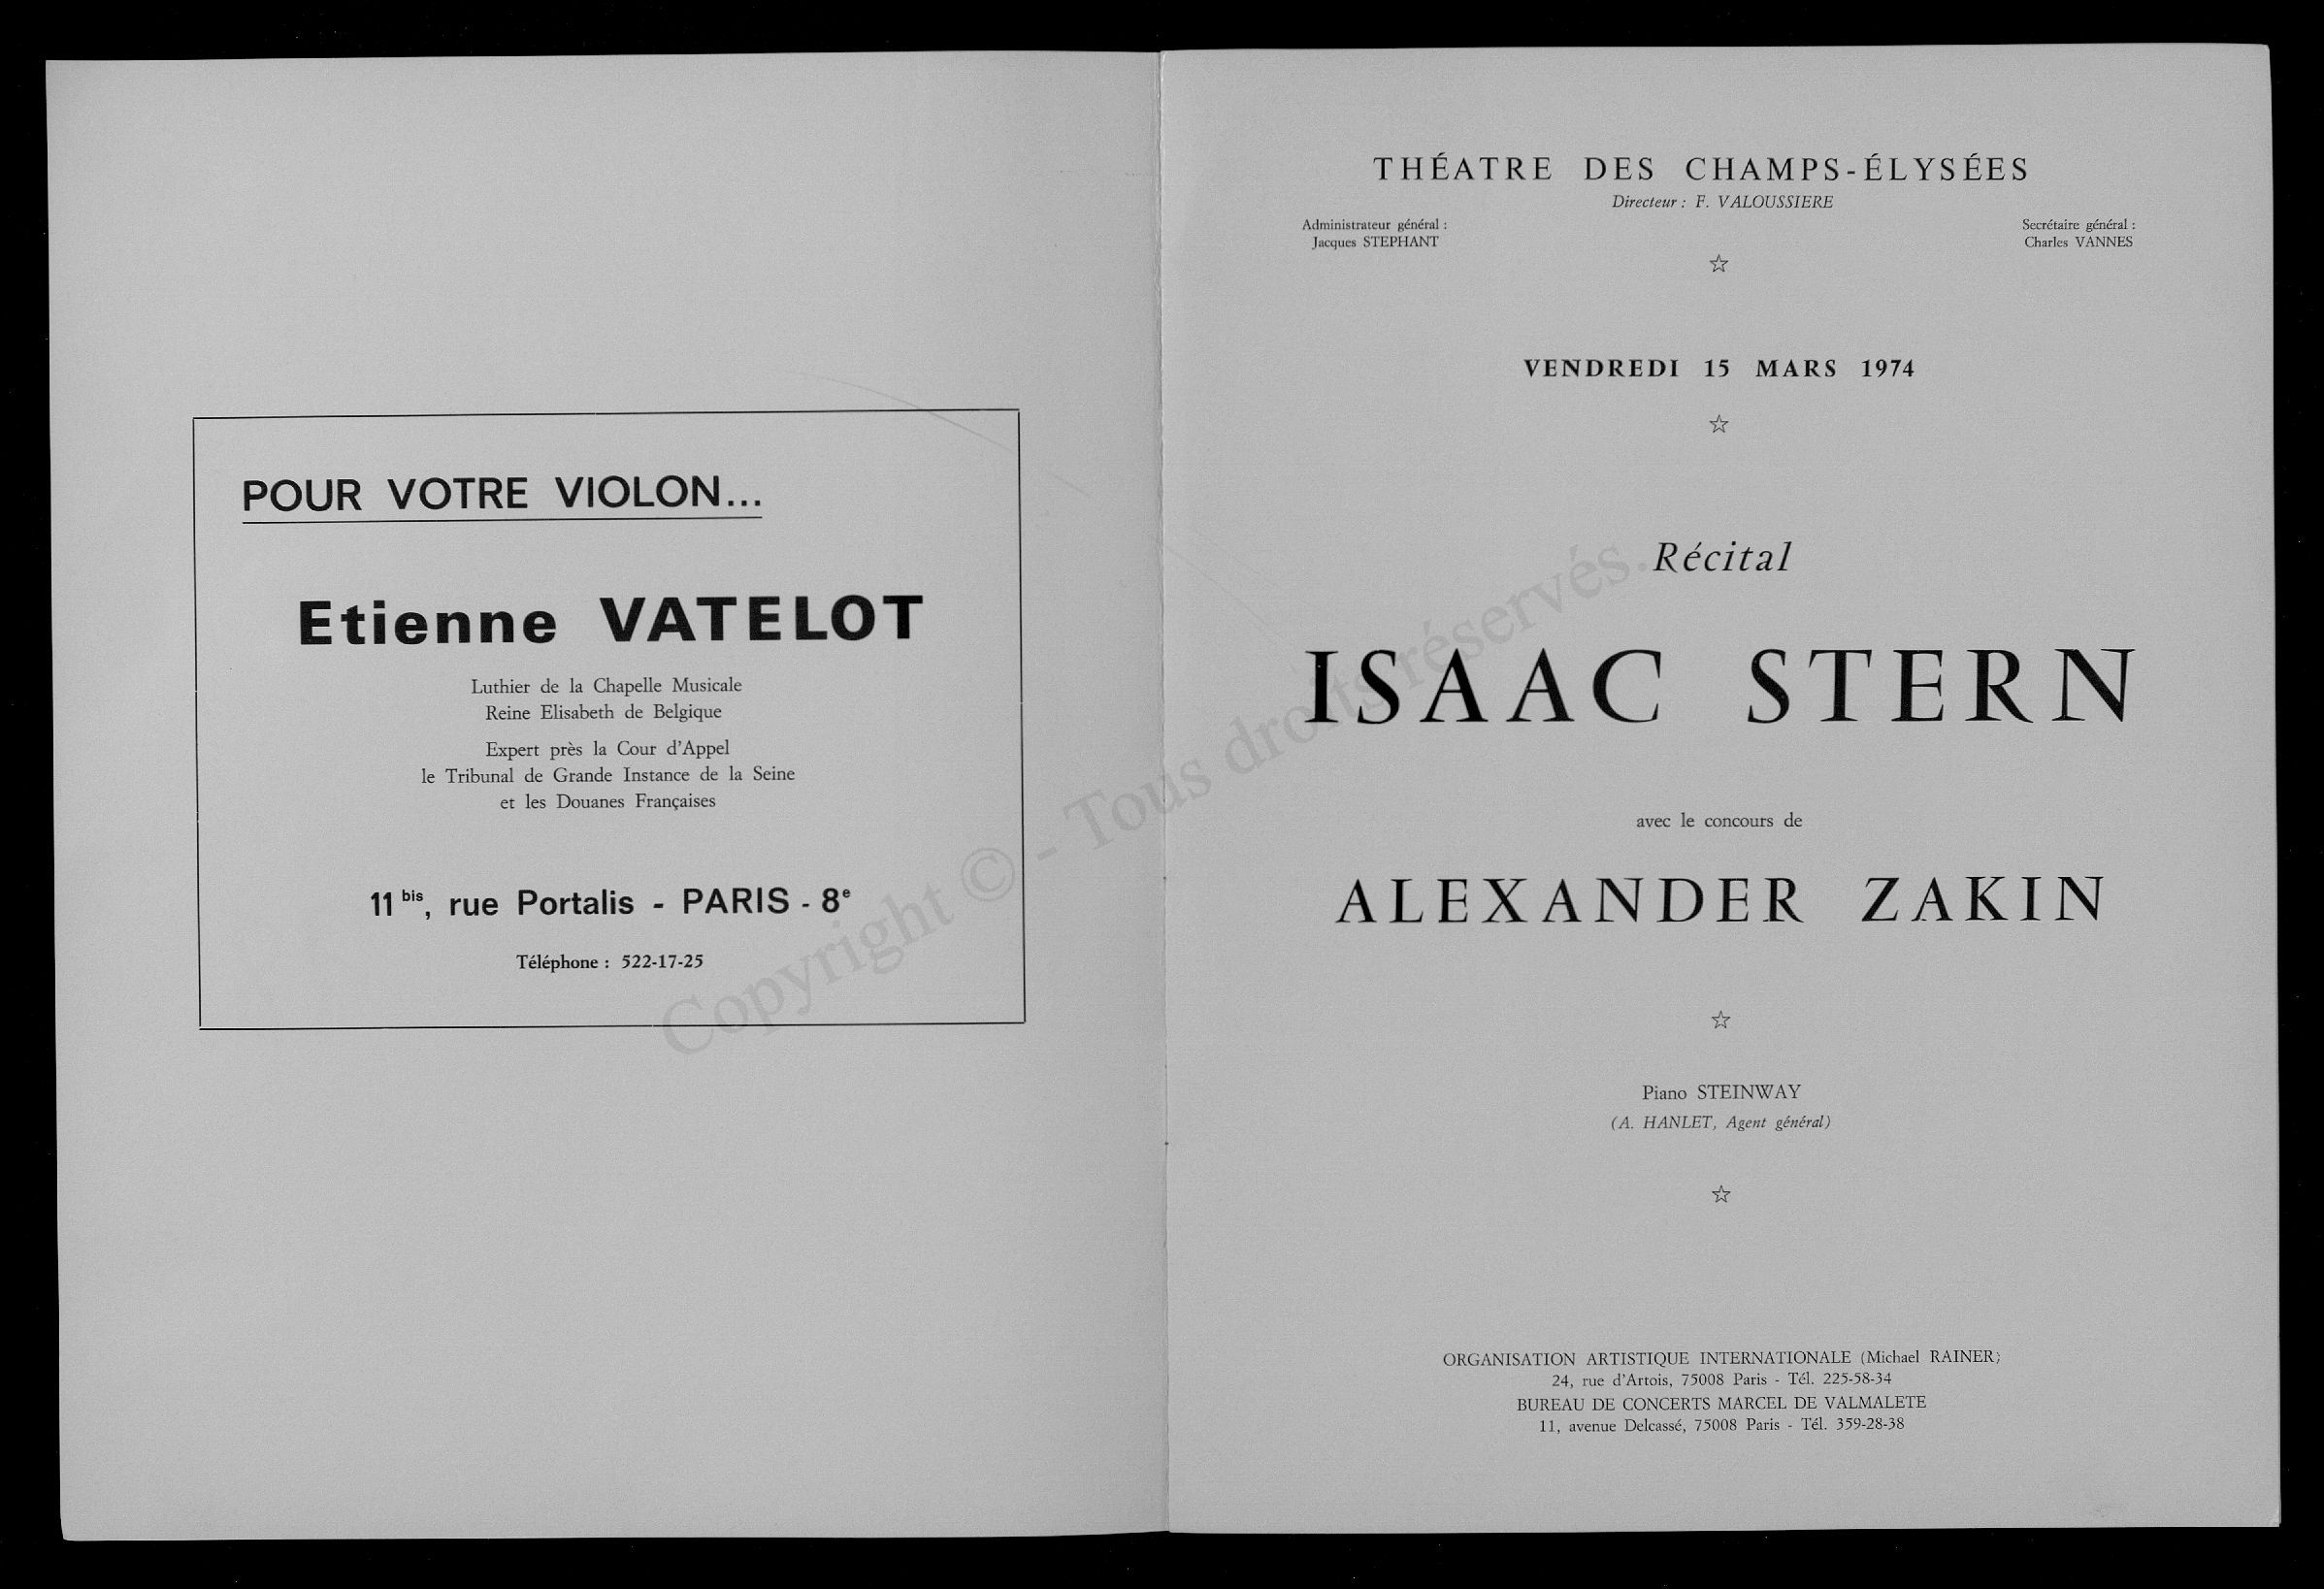 POUR VOTRE VIOLON...
Etienne VATELOT
Luthier de la Chapelle Musicale
Reine Elisabeth de Belgique
Expert près la Cour d'Appel
le Tribunal de Grande Instance de la Seine
et les Douanes Françaises
11 bis, rue Portalis - PARIS - 8e
Téléphone : 522-17-25
THÉATRE DES CHAMPS-ÉLYSÉES
Directeur : F. VALOUSSIERE
Administrateur général :
Jacques STEPHANT
Secrétaire général :
Charles VANNES
VENDREDI 15 MARS 1974
Récital
ISAAC STERN
avec le concours de
ALEXANDER ZAKIN
Piano STEINWAY
(A. HANLET, Agent général)
ORGANISATION ARTISTIQUE INTERNATIONALE (Michael RAINER)
24, rue d'Artois, 75008 Paris - Tél. 225-58-34
BUREAU DE CONCERTS MARCEL DE VALMALETE
11, avenue Delcassé, 75008 Paris - Tél. 359-28-38
Copyright © - Tous droits réservés.